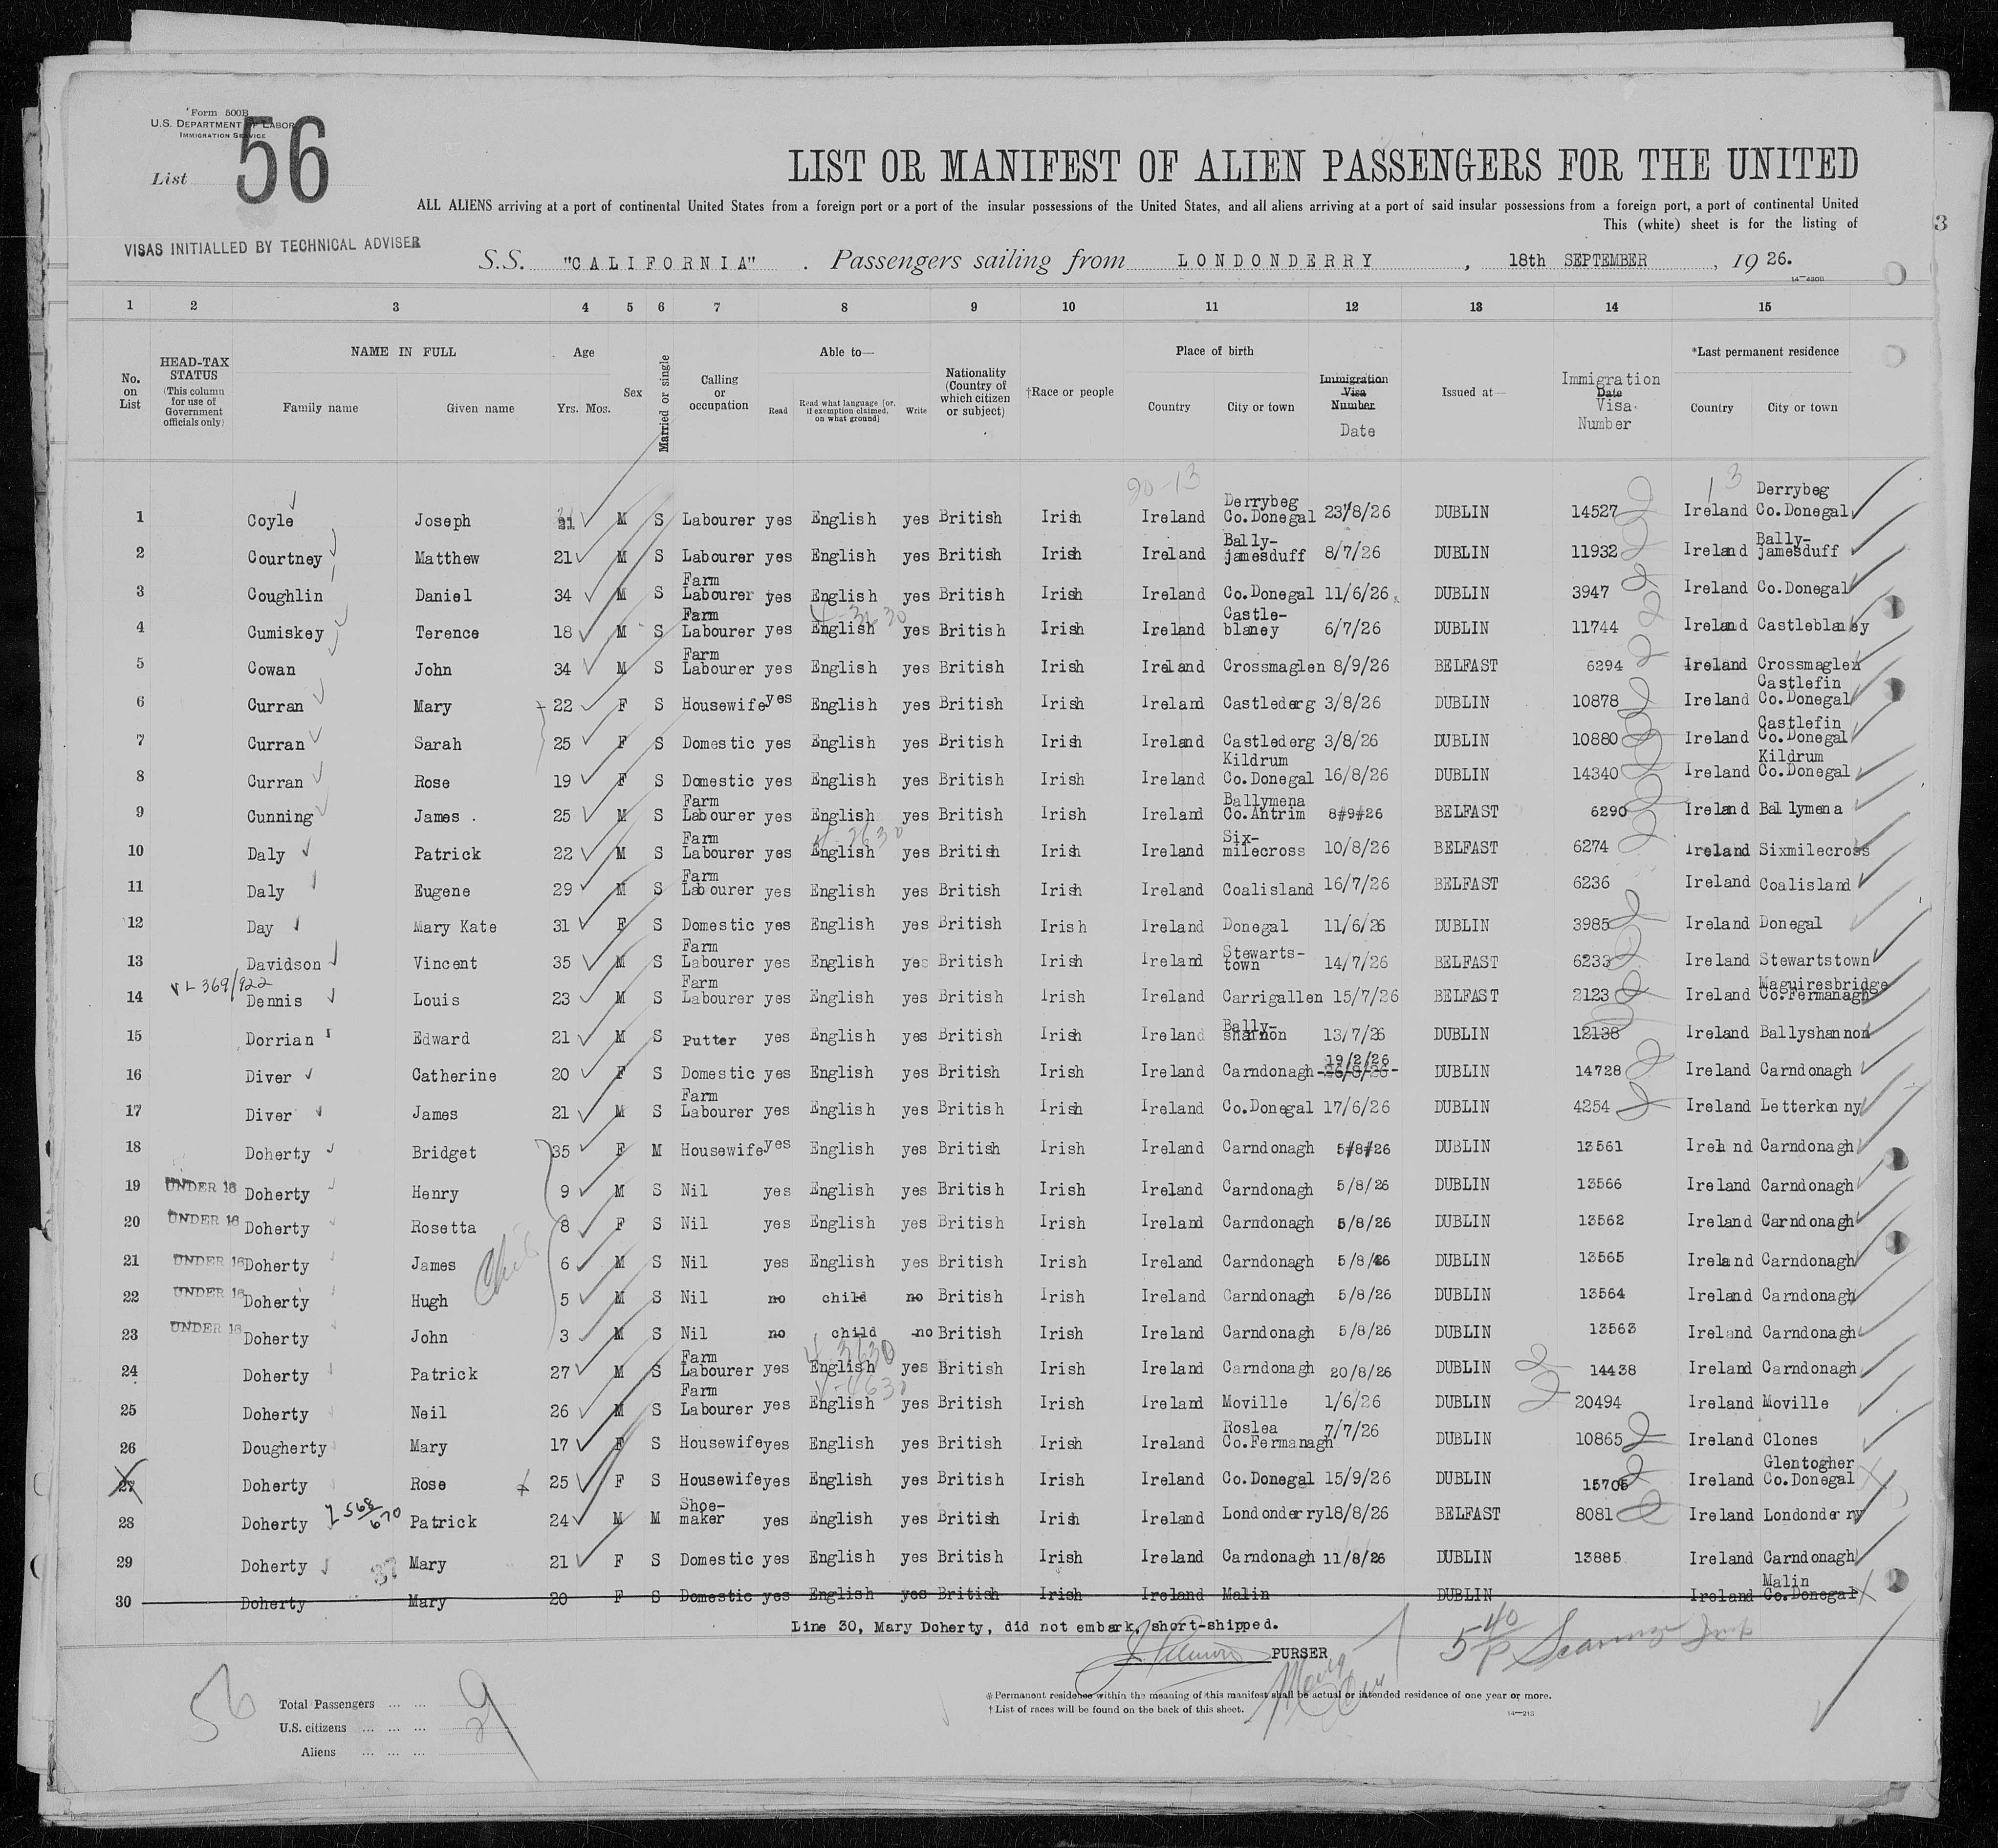 Form 500B
U.S. DEPARTMENT OF LABOR
IMMIGRATION SERVICE
List 56
LIST OR MANIFEST OF ALIEN PASSENGERS FOR THE UNITED
ALL ALIENS arriving at a port of continental United States from a foreign port or a port of the insular possessions of the United States, and all aliens arriving at a port of said insular possessions from a foreign port, a port of continental United
This (white) sheet is for the listing of
VISAS INITIALLED BY TECHNICAL ADVISER
S.S. "CALIFORNIA" . Passengers sailing from LONDONDERRY , 18th SEPTEMBER , 19 26.
14—430B
3
1 2 3 4 5 6 7 8 9 10 11 12 13 14 15
No. on List
HEAD-TAX STATUS (This column for use of Government officials only)
NAME IN FULL
Family name Given name
Age
Yrs. Mos.
Sex
Married or single
Calling or occupation
Able to—
Read Read what language (or, if exemption claimed, on what ground) Write
Nationality (Country of which citizen or subject)
†Race or people
Place of birth
Country City or town
Immigration Visa Number
Date
Issued at—
Immigration
Date
Visa
Number
*Last permanent residence
Country City or town
90-13 13
1 Coyle Joseph 21 M S Labourer yes English yes British Irish Ireland Derrybeg Co.Donegal 23/8/26 DUBLIN 14527 Ireland Derrybeg Co.Donegal
2 Courtney Matthew 21 M S Labourer yes English yes British Irish Ireland Bally-jamesduff 8/7/26 DUBLIN 11932 Ireland Bally-jamesduff
3 Coughlin Daniel 34 M S Farm Labourer yes English yes British Irish Ireland Co.Donegal 11/6/26 DUBLIN 3947 Ireland Co.Donegal
4 Cumiskey Terence 18 M S Farm Labourer yes English yes British Irish Ireland Castle-blaney 6/7/26 DUBLIN 11744 Ireland Castleblaney
5 Cowan John 34 M S Farm Labourer yes English yes British Irish Ireland Crossmaglen 8/9/26 BELFAST 6294 Ireland Crossmaglen
6 Curran Mary 22 F S Housewife yes English yes British Irish Ireland Castlederg 3/8/26 DUBLIN 10878 Ireland Castlefin Co.Donegal
7 Curran Sarah 25 F S Domestic yes English yes British Irish Ireland Castlederg 3/8/26 DUBLIN 10880 Ireland Castlefin Co.Donegal
8 Curran Rose 19 F S Domestic yes English yes British Irish Ireland Kildrum Co.Donegal 16/8/26 DUBLIN 14340 Ireland Kildrum Co.Donegal
9 Cunning James . 25 M S Farm Labourer yes English yes British Irish Ireland Ballymena Co.Antrim 8#9#26 BELFAST 6290 Ireland Ballymena
10 Daly Patrick 22 M S Farm Labourer yes English yes British Irish Ireland Six-milecross 10/8/26 BELFAST 6274 Ireland Sixmilecross
11 Daly Eugene 29 M S Farm Labourer yes English yes British Irish Ireland Coalisland 16/7/26 BELFAST 6236 Ireland Coalisland
12 Day Mary Kate 31 F S Domestic yes English yes British Irish Ireland Donegal 11/6/26 DUBLIN 3985 Ireland Donegal
13 Davidson Vincent 35 M S Farm Labourer yes English yes British Irish Ireland Stewarts-town 14/7/26 BELFAST 6233 Ireland Stewartstown
369/922
14 Dennis Louis 23 M S Farm Labourer yes English yes British Irish Ireland Carrigallen 15/7/26 BELFAST 2123 Ireland Maguiresbridge Co.Fermanagh
15 Dorrian Edward 21 M S Putter yes English yes British Irish Ireland Bally-shannon 13/7/26 DUBLIN 12138 Ireland Ballyshannon
16 Diver Catherine 20 F S Domestic yes English yes British Irish Ireland Carndonagh 19/2/26 26/8/26 DUBLIN 14728 Ireland Carndonagh
17 Diver James 21 M S Farm Labourer yes English yes British Irish Ireland Co.Donegal 17/6/26 DUBLIN 4254 Ireland Letterkenny
18 Doherty Bridget 35 F M Housewife yes English yes British Irish Ireland Carndonagh 5#8#26 DUBLIN 13561 Ireland Carndonagh
19 UNDER 16 Doherty Henry 9 M S Nil yes English yes British Irish Ireland Carndonagh 5/8/26 DUBLIN 13566 Ireland Carndonagh
20 UNDER 16 Doherty Rosetta 8 F S Nil yes English yes British Irish Ireland Carndonagh 5/8/26 DUBLIN 13562 Ireland Carndonagh
21 UNDER 16 Doherty James 6 M S Nil yes English yes British Irish Ireland Carndonagh 5/8/26 DUBLIN 13565 Ireland Carndonagh
22 UNDER 16 Doherty Hugh 5 M S Nil no child no British Irish Ireland Carndonagh 5/8/26 DUBLIN 13564 Ireland Carndonagh
23 UNDER 16 Doherty John 3 M S Nil no child no British Irish Ireland Carndonagh 5/8/26 DUBLIN 13563 Ireland Carndonagh
24 Doherty Patrick 27 M S Farm Labourer yes English yes British Irish Ireland Carndonagh 20/8/26 DUBLIN 14438 Ireland Carndonagh
25 Doherty Neil 26 M S Farm Labourer yes English yes British Irish Ireland Moville 1/6/26 DUBLIN 20494 Ireland Moville
26 Dougherty Mary 17 F S Housewife yes English yes British Irish Ireland Roslea Co.Fermanagh 7/7/26 DUBLIN 10865 Ireland Clones
27 Doherty Rose 25 F S Housewife yes English yes British Irish Ireland Co.Donegal 15/9/26 DUBLIN 15705 Ireland Glentogher Co.Donegal
28 Doherty 568/670 Patrick 24 M M Shoe-maker yes English yes British Irish Ireland Londonderry 18/8/26 BELFAST 8081 Ireland Londonderry
29 Doherty Mary 21 F S Domestic yes English yes British Irish Ireland Carndonagh 11/8/26 DUBLIN 13885 Ireland Carndonagh
30 Doherty Mary 20 F S Domestic yes English yes British Irish Ireland Malin DUBLIN Ireland Malin Co.Donegal
Line 30, Mary Doherty, did not embark, short-shipped.
PURSER
56
Total Passengers ... ...
U.S. citizens ... ... ...
Aliens ... ... ...
29
*Permanent residence within the meaning of this manifest shall be actual or intended residence of one year or more.
† List of races will be found on the back of this sheet.
14—213